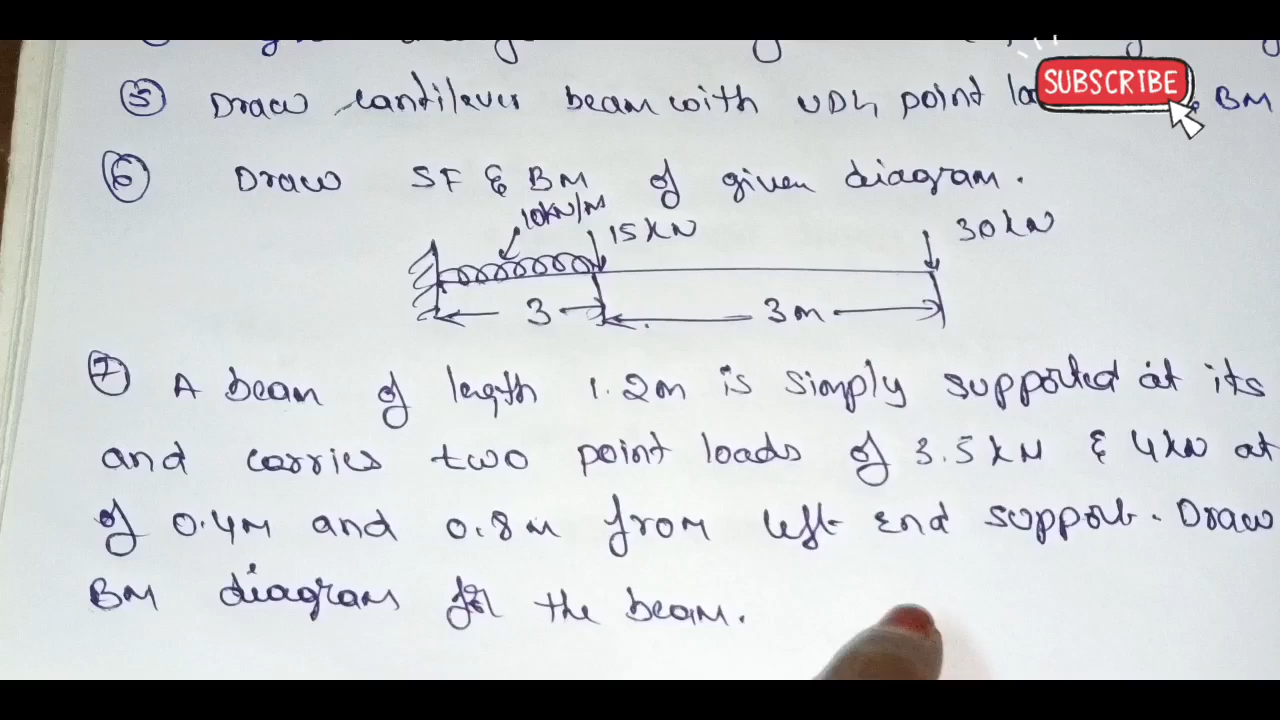 ⑤ Draw cantilever beam with UDL, point
SUBSCRIBE
BM
⑥ Draw SF & BM of given diagram.
10kN/M
15kN
30kN
3
3m
⑦ A beam of length 1.2m is simply supported at its
and carries two point loads of 3.5kN & 4kN at
of 0.4m and 0.8m from left end support. Draw
BM diagram for the beam.